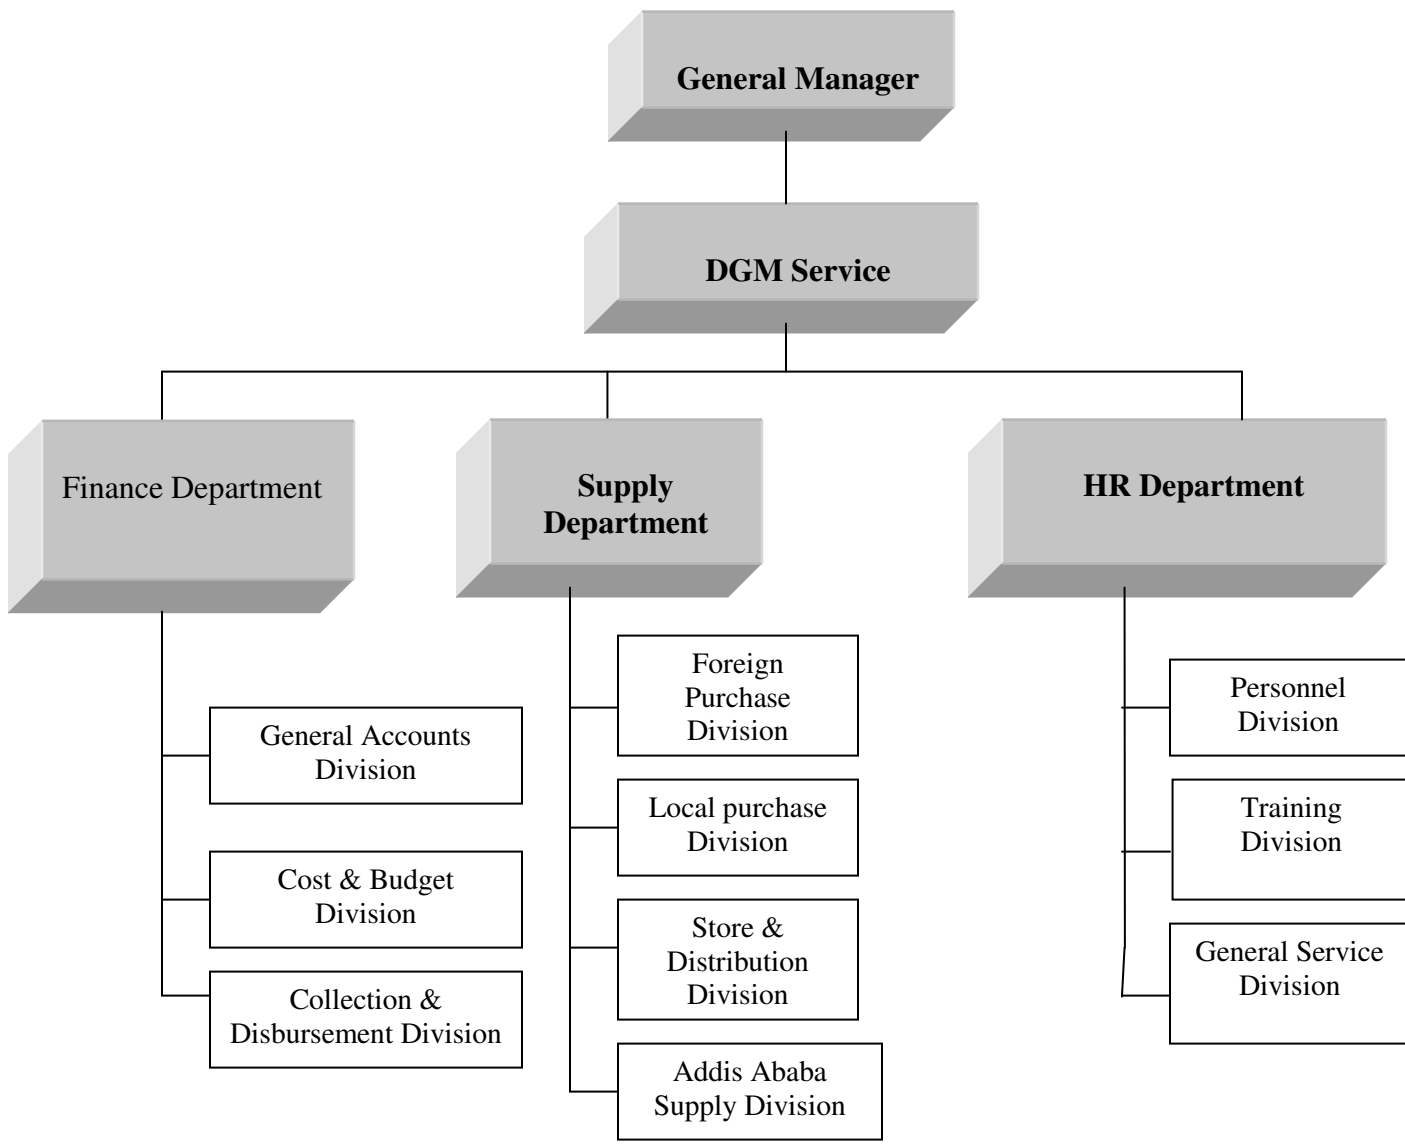 General Manager
DGM Service
Finance Department
Supply
Department
HR Department
General Accounts
Division
Cost & Budget
Division
Collection &
Disbursement Division
Foreign
Purchase
Division
Local purchase
Division
Store &
Distribution
Division
Addis Ababa
Supply Division
Personnel
Division
Training
Division
General Service
Division